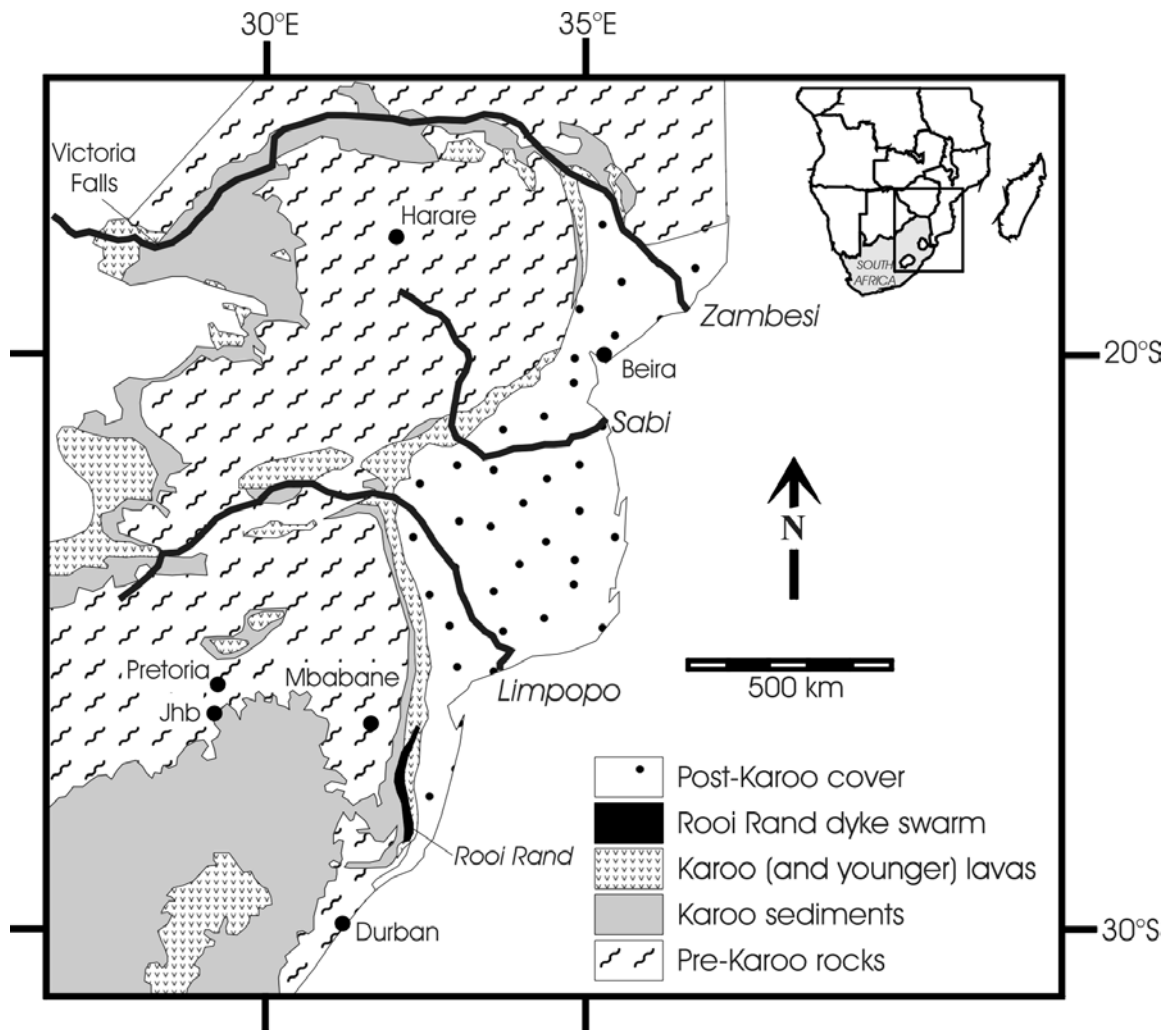 30°E
35°E
Victoria
Falls
Harare
SOUTH
AFRICA
Zambesi
20°S
Beira
Sabi
N
Pretoria
Mbabane
Limpopo
500 km
Jhb
Post-Karoo cover
Rooi Rand dyke swarm
Rooi Rand
Karoo (and younger) lavas
Karoo sediments
Durban
30°S
Pre-Karoo rocks